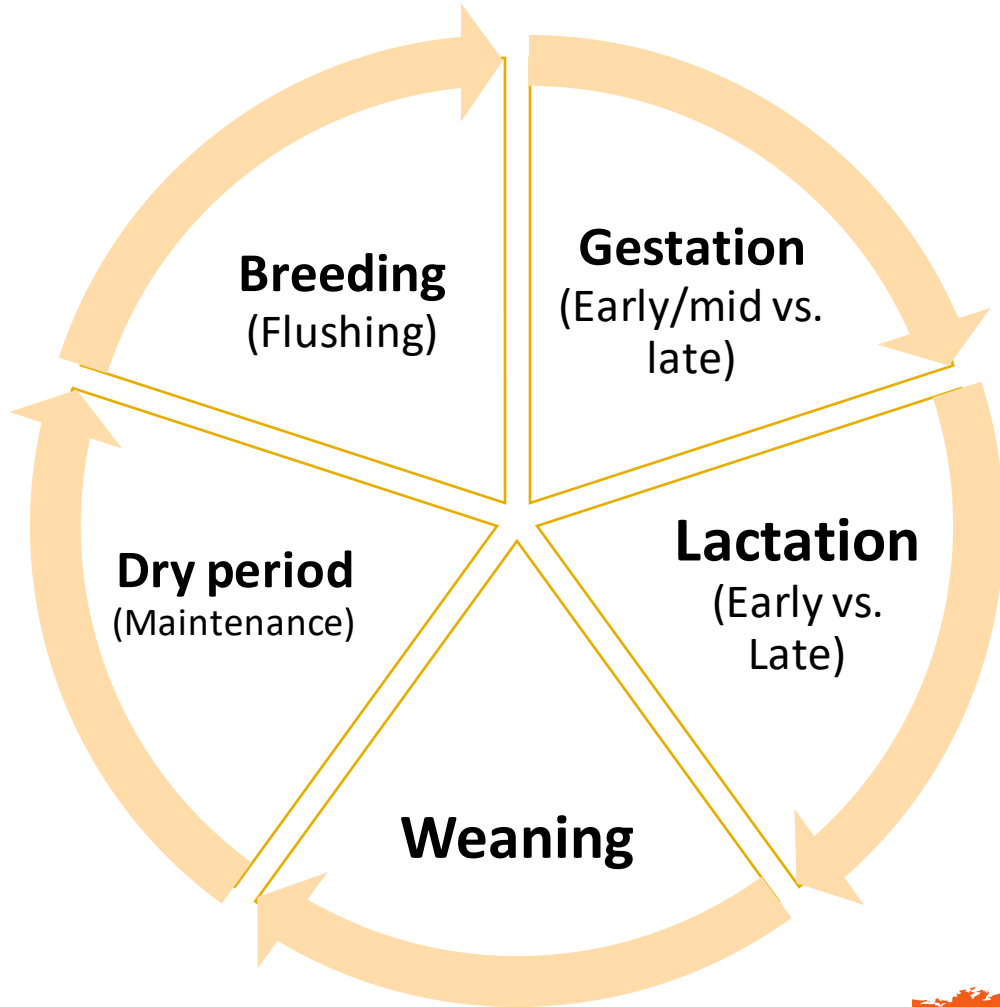 Breeding
(Flushing)
Gestation
(Early/mid vs.
late)
Lactation
(Early vs.
Late)
Weaning
Dry period
(Maintenance)